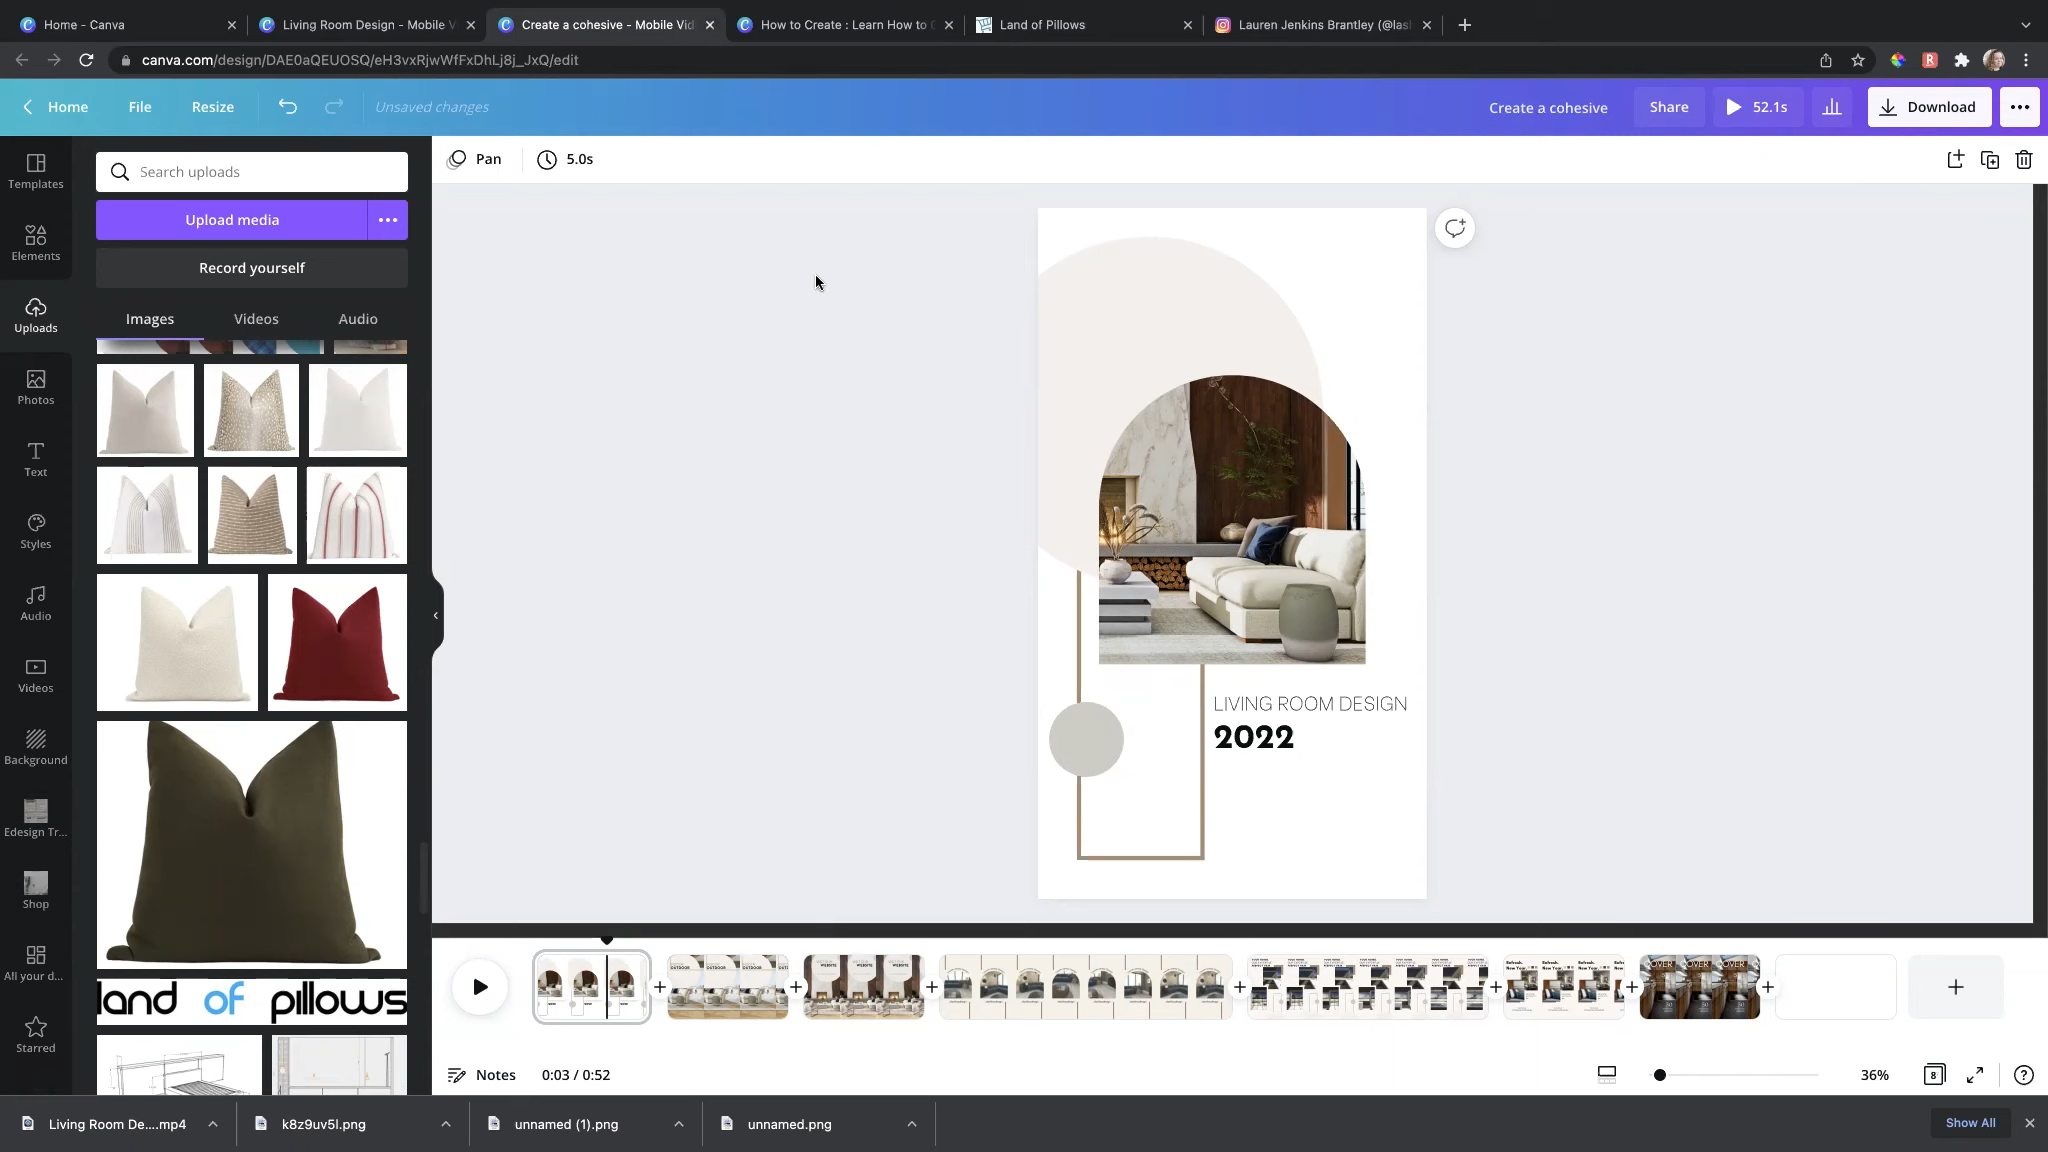 Home - Canva
Living Room Design - Mobile V
Create a cohesive - Mobile Vid
How to Create : Learn How to C
Land of Pillows
Lauren Jenkins Brantley (@las
canva.com/design/DAE0aQEUOSQ/eH3vxRjwWfFxDhLj8j_JxQ/edit
Home
File
Resize
Unsaved changes
Create a cohesive
Share
52.1s
Download
Templates
Elements
Uploads
Photos
Text
Styles
Audio
Videos
Background
Edesign Tr...
Shop
All your d...
Starred
Search uploads
Upload media
Record yourself
Images
Videos
Audio
land of pillows
Pan
5.0s
LIVING ROOM DESIGN
2022
Notes
0:03 / 0:52
36%
8
Living Room De....mp4
k8z9uv5l.png
unnamed (1).png
unnamed.png
Show All